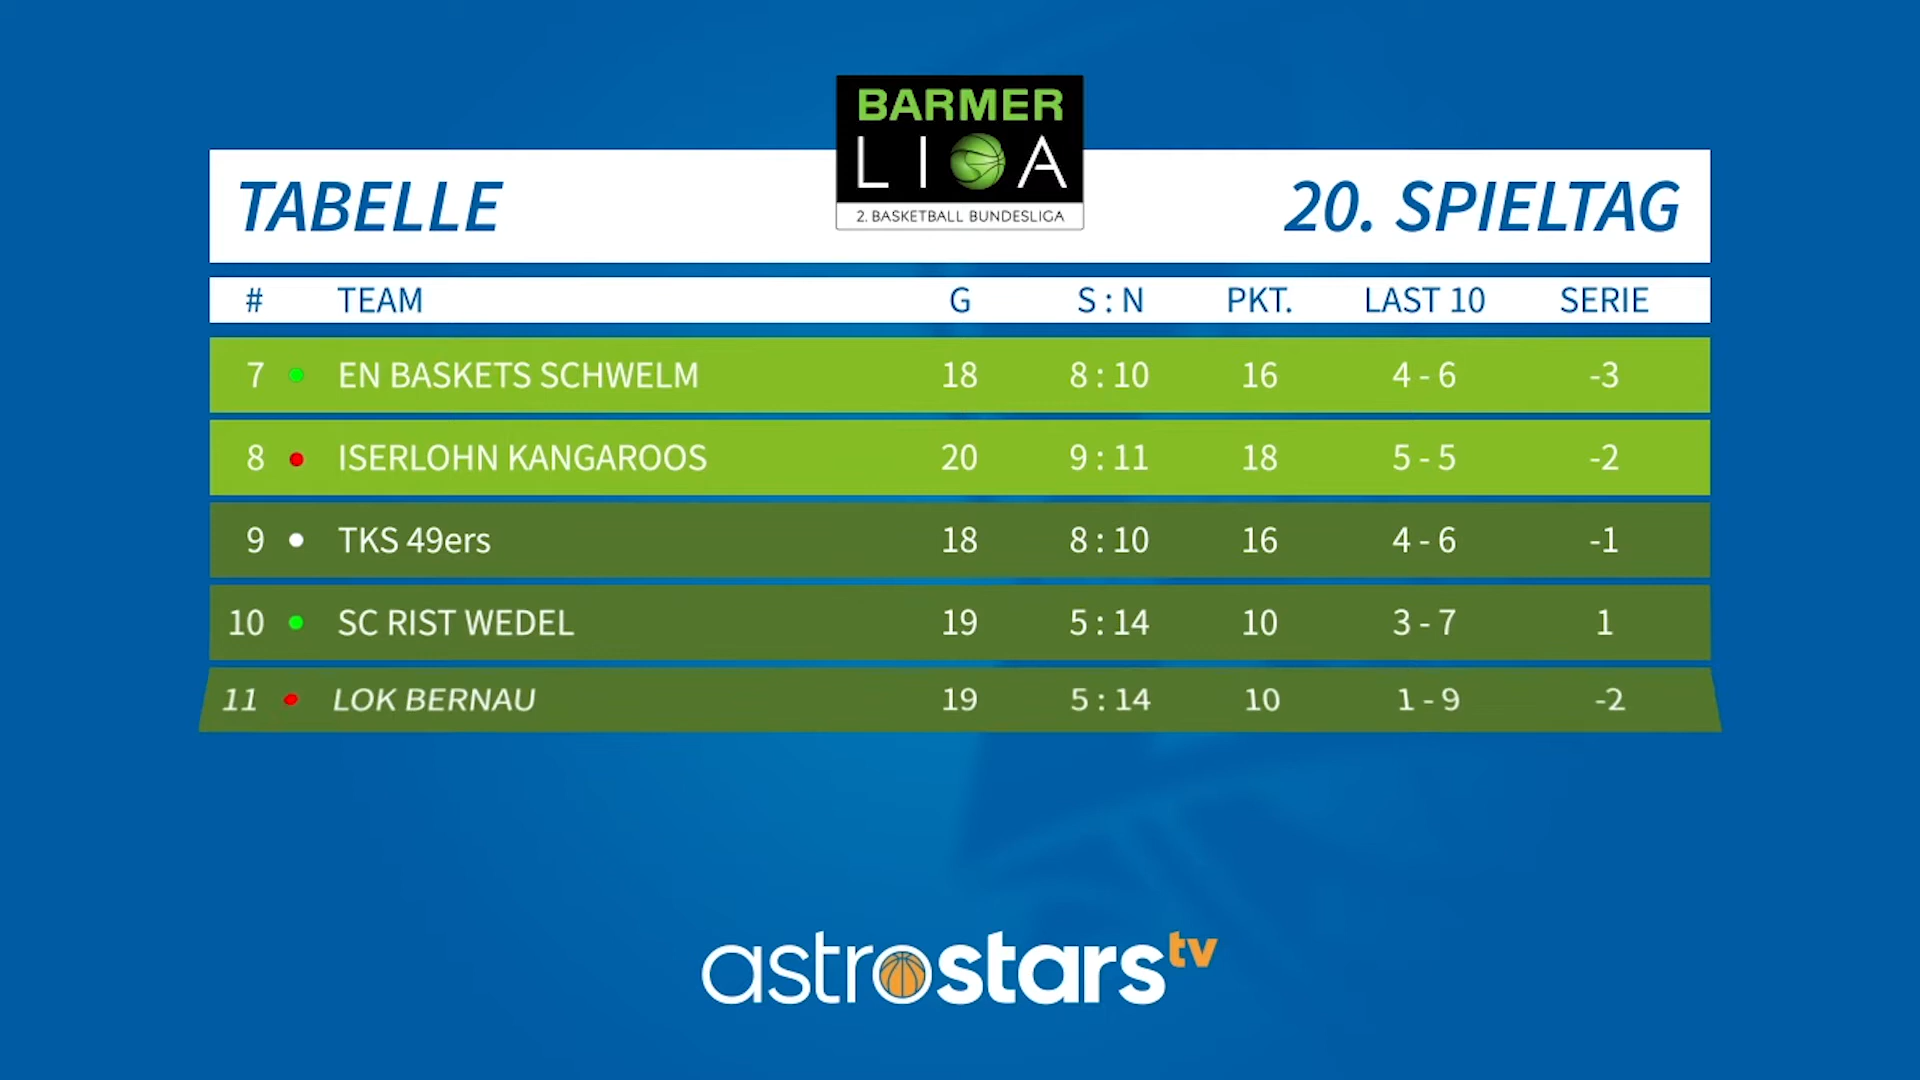 BARMER
LIGA
2. BASKETBALL BUNDESLIGA
TABELLE 20. SPIELTAG
# TEAM G S : N PKT. LAST 10 SERIE
7 EN BASKETS SCHWELM 18 8 : 10 16 4 - 6 -3
8 ISERLOHN KANGAROOS 20 9 : 11 18 5 - 5 -2
9 TKS 49ers 18 8 : 10 16 4 - 6 -1
10 SC RIST WEDEL 19 5 : 14 10 3 - 7 1
11 LOK BERNAU 19 5 : 14 10 1 - 9 -2
astrostars tv